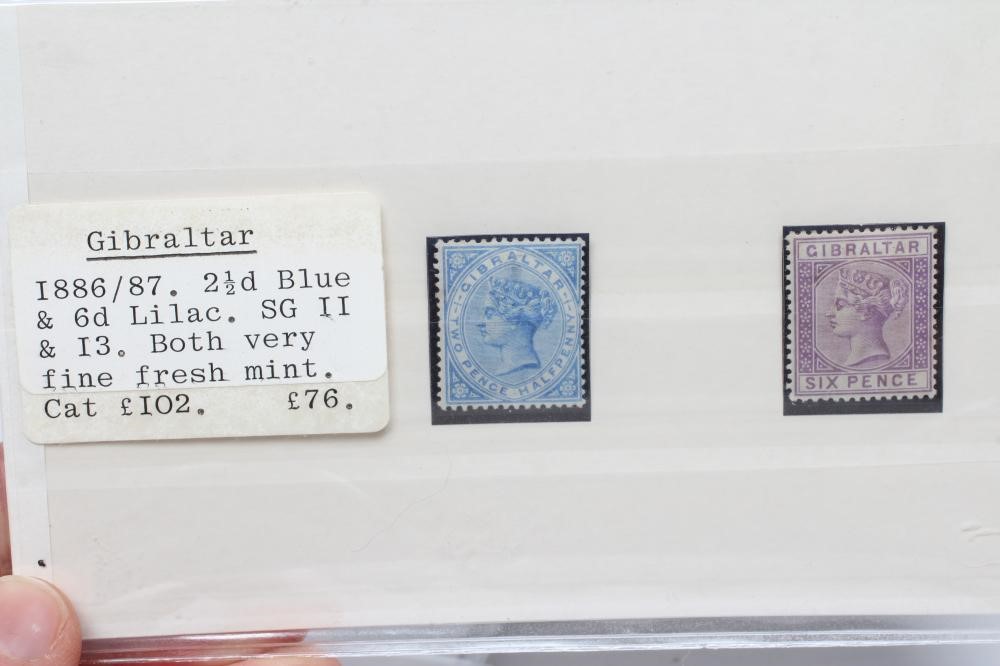 Gibraltar
I886/87. 2½d Blue
& 6d Lilac. SG II
& I3. Both very
fine fresh mint.
Cat £IO2. £76.
GIBRALTAR
TWO PENCE HALFPENNY
GIBRALTAR
SIX PENCE